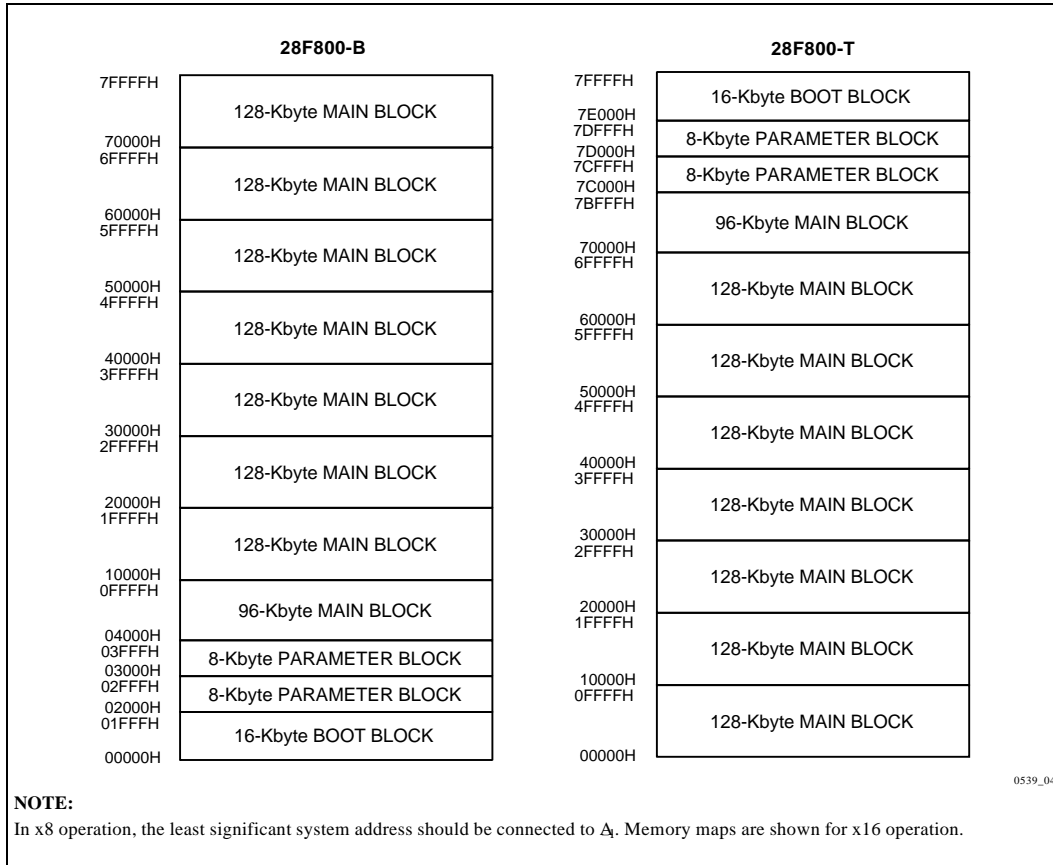 28F800-B
7FFFFH
128-Kbyte MAIN BLOCK
70000H
6FFFFH
128-Kbyte MAIN BLOCK
60000H
5FFFFH
128-Kbyte MAIN BLOCK
50000H
4FFFFH
128-Kbyte MAIN BLOCK
40000H
3FFFFH
128-Kbyte MAIN BLOCK
30000H
2FFFFH
128-Kbyte MAIN BLOCK
20000H
1FFFFH
128-Kbyte MAIN BLOCK
10000H
0FFFFH
96-Kbyte MAIN BLOCK
04000H
03FFFH
8-Kbyte PARAMETER BLOCK
03000H
02FFFH
8-Kbyte PARAMETER BLOCK
02000H
01FFFH
16-Kbyte BOOT BLOCK
00000H
28F800-T
7FFFFH
16-Kbyte BOOT BLOCK
7E000H
7DFFFH
8-Kbyte PARAMETER BLOCK
7D000H
7CFFFH
8-Kbyte PARAMETER BLOCK
7C000H
7BFFFH
96-Kbyte MAIN BLOCK
70000H
6FFFFH
128-Kbyte MAIN BLOCK
60000H
5FFFFH
128-Kbyte MAIN BLOCK
50000H
4FFFFH
128-Kbyte MAIN BLOCK
40000H
3FFFFH
128-Kbyte MAIN BLOCK
30000H
2FFFFH
128-Kbyte MAIN BLOCK
20000H
1FFFFH
128-Kbyte MAIN BLOCK
10000H
0FFFFH
128-Kbyte MAIN BLOCK
00000H
0539_04
NOTE:
In x8 operation, the least significant system address should be connected to A-1. Memory maps are shown for x16 operation.